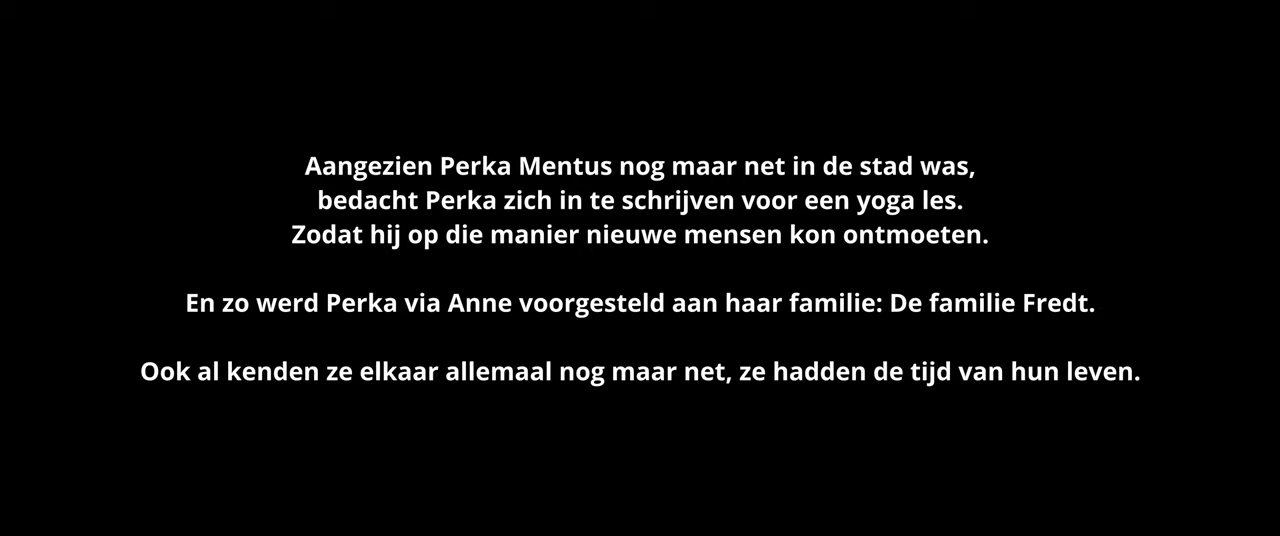 Aangezien Perka Mentus nog maar net in de stad was,
bedacht Perka zich in te schrijven voor een yoga les.
Zodat hij op die manier nieuwe mensen kon ontmoeten.
En zo werd Perka via Anne voorgesteld aan haar familie: De familie Fredt.
Ook al kenden ze elkaar allemaal nog maar net, ze hadden de tijd van hun leven.